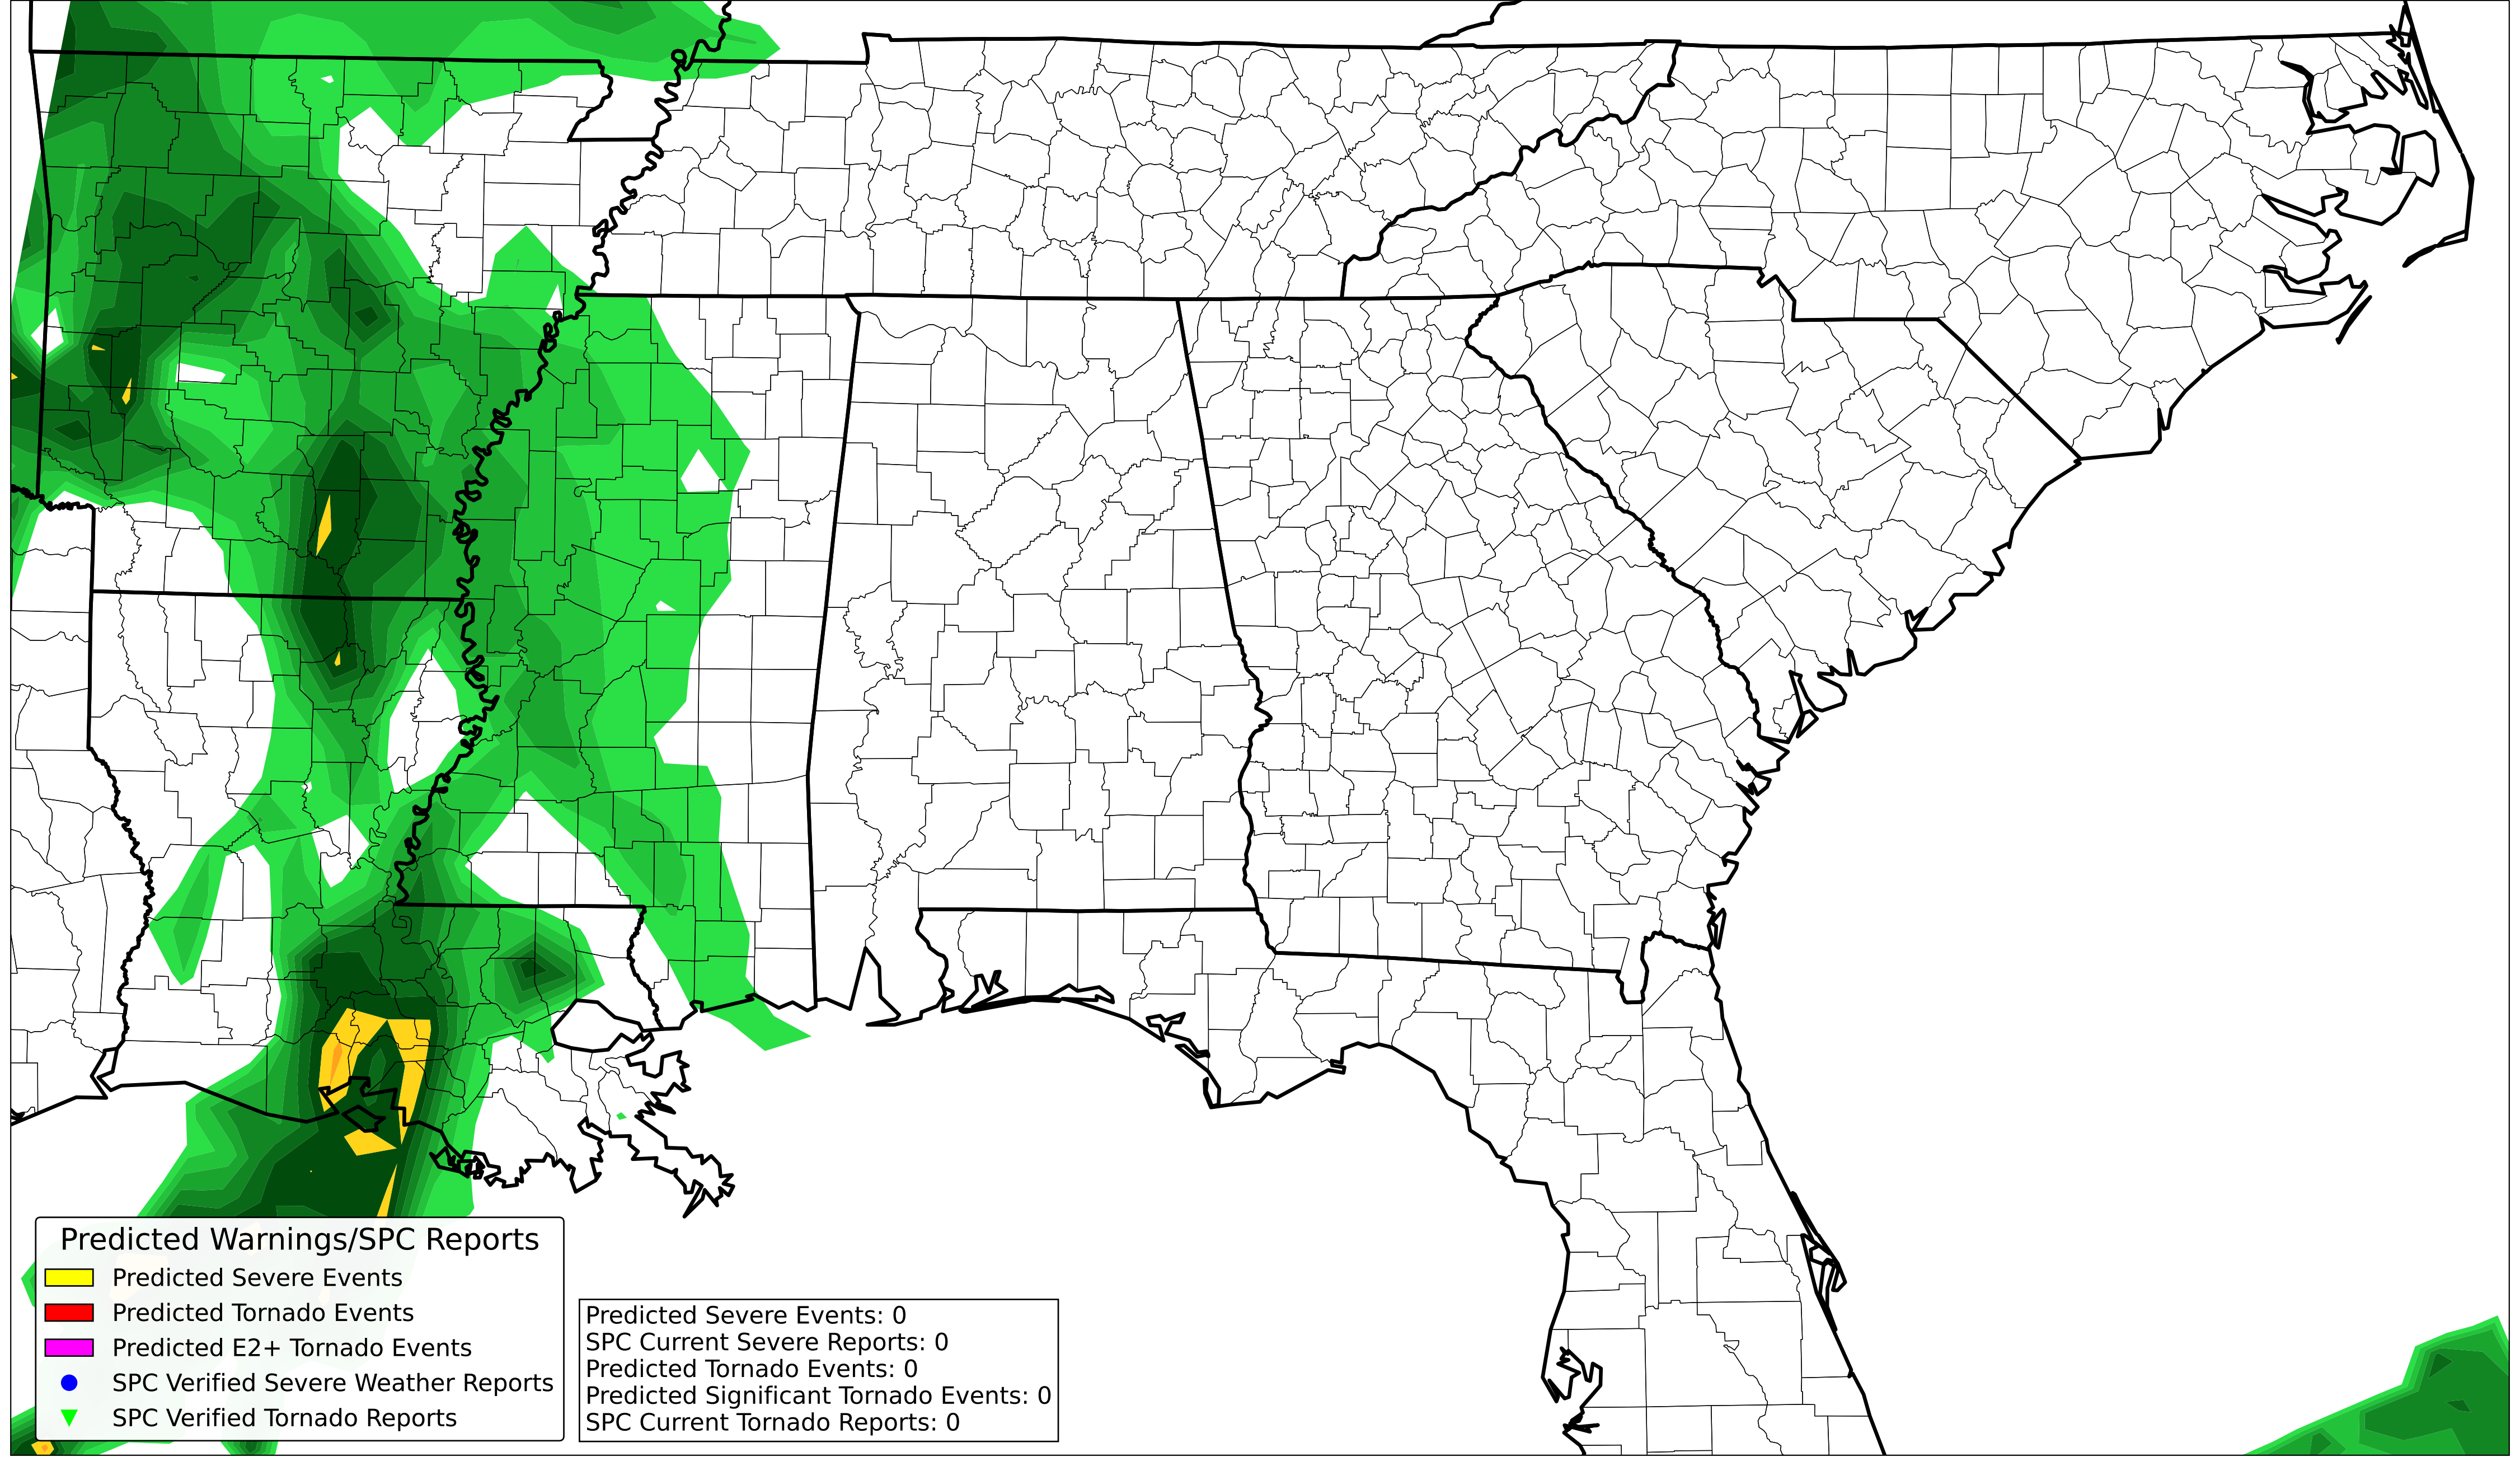 Predicted Warnings/SPC Reports
Predicted Severe Events
Predicted Tornado Events
Predicted E2+ Tornado Events
SPC Verified Severe Weather Reports
SPC Verified Tornado Reports
Predicted Severe Events: 0
SPC Current Severe Reports: 0
Predicted Tornado Events: 0
Predicted Significant Tornado Events: 0
SPC Current Tornado Reports: 0